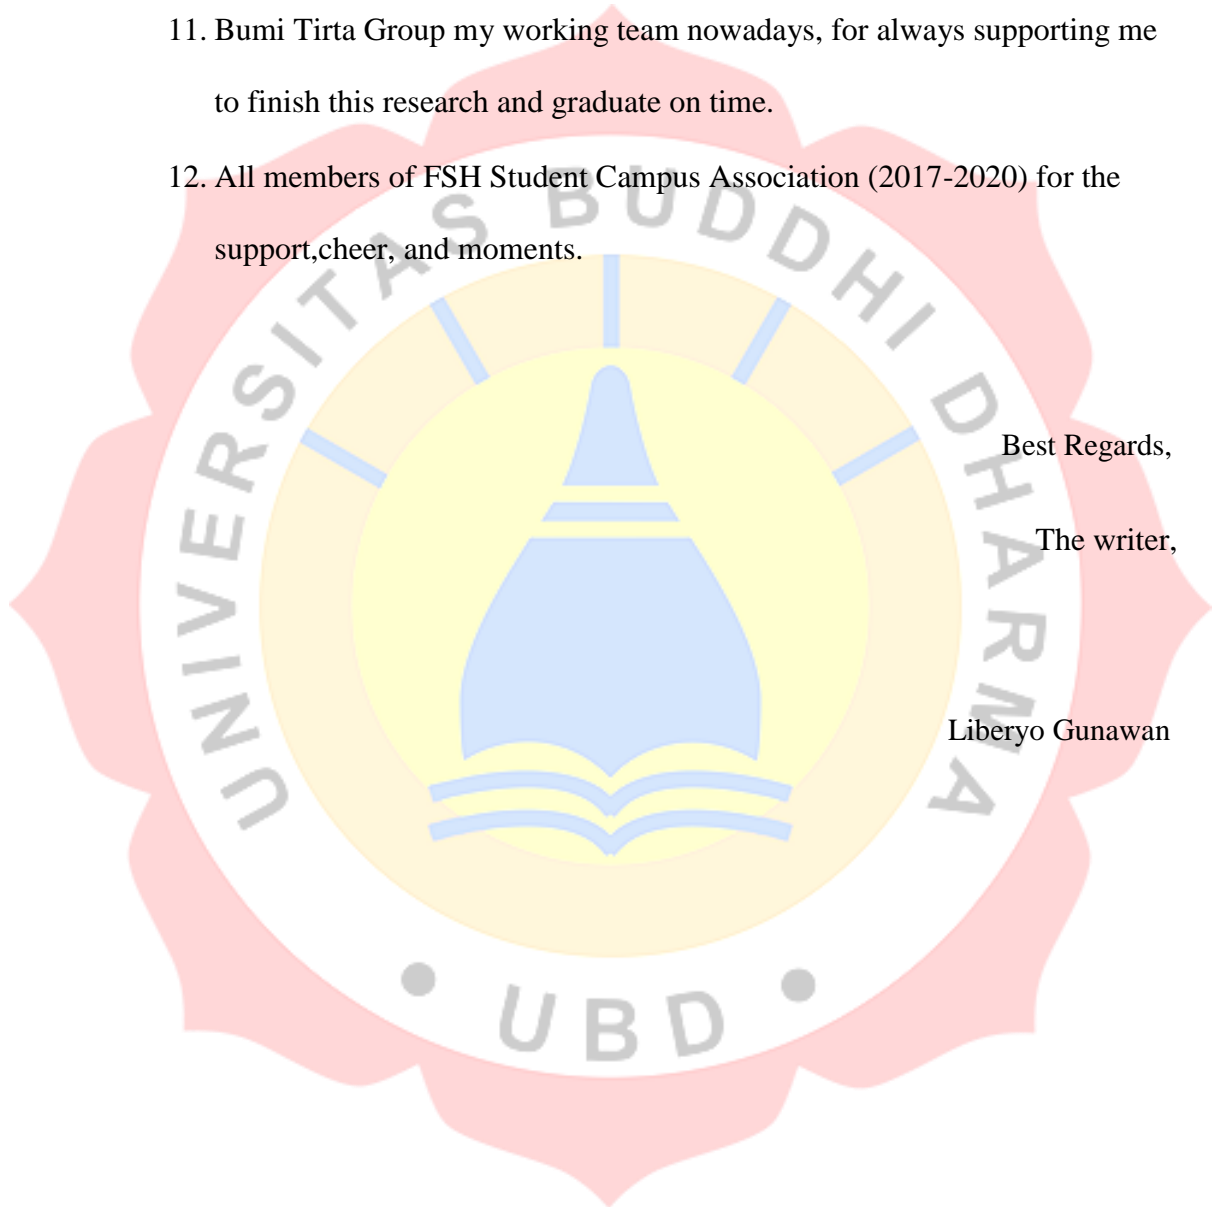 11. Bumi Tirta Group my working team nowadays, for always supporting me
to finish this research and graduate on time.
12. All members of FSH Student Campus Association (2017-2020) for the
support,cheer, and moments.
Best Regards,
The writer,
Liberyo Gunawan
UNIVERSITAS BUDDHI DHARMA
• UBD •